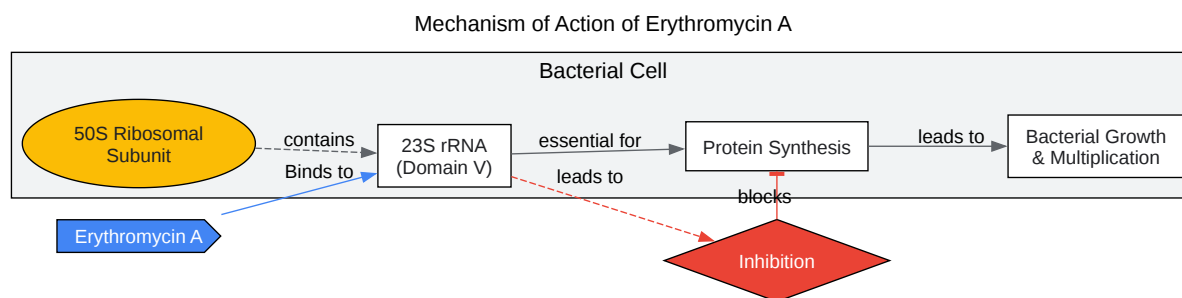 Mechanism of Action of Erythromycin A
Bacterial Cell
50S Ribosomal
Subunit
contains
Binds to
23S rRNA
(Domain V)
essential for
leads to
Protein Synthesis
leads to
Bacterial Growth
& Multiplication
blocks
Erythromycin A
Inhibition